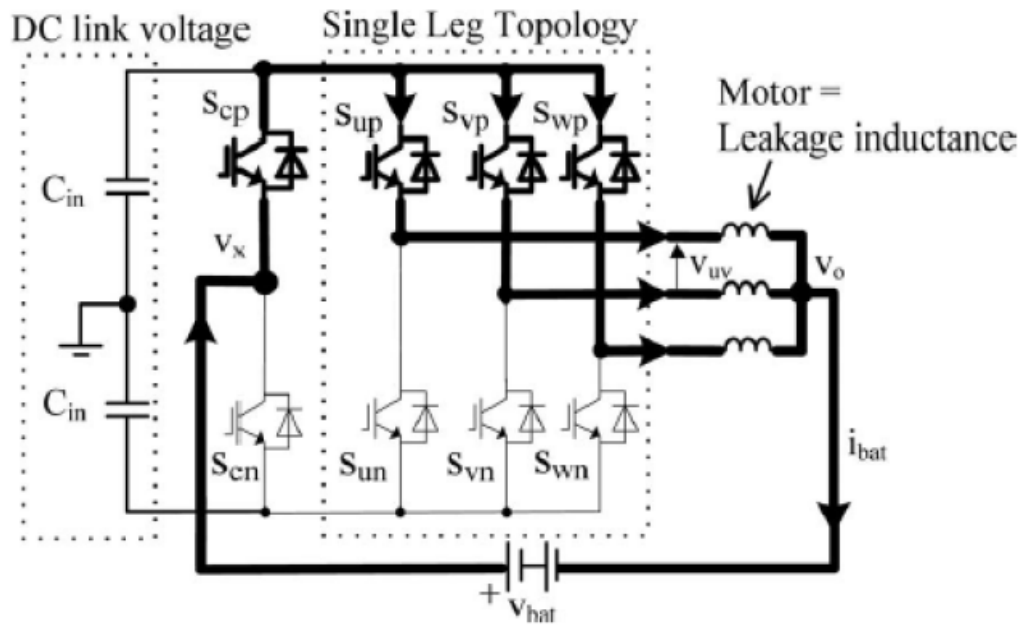 DC link voltage
Single Leg Topology
Motor =
Leakage inductance
Scp
Sup
Svp
Swp
Cin
vx
vuv
vo
Cin
Scn
Sun
Svn
Swn
ibat
+
vbat